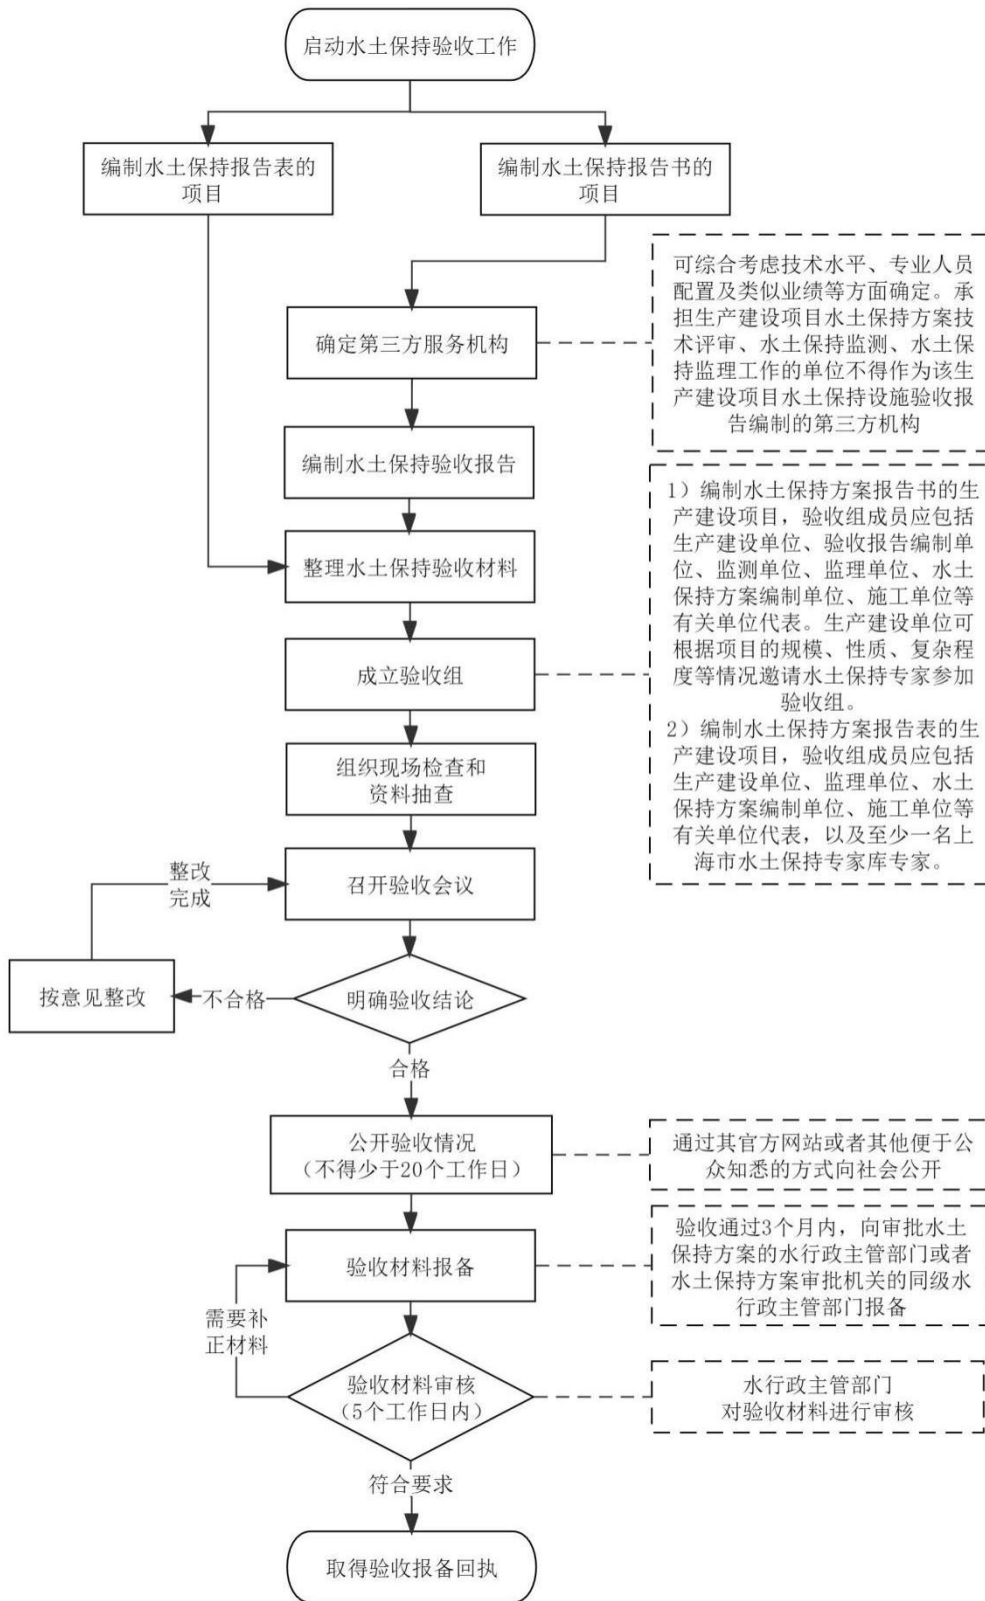 启动水土保持验收工作
编制水土保持报告表的
项目
编制水土保持报告书的
项目
确定第三方服务机构
可综合考虑技术水平、专业人员
配置及类似业绩等方面确定。承
担生产建设项目水土保持方案技
术评审、水土保持监测、水土保
持监理工作的单位不得作为该生
产建设项目水土保持设施验收报
告编制的第三方机构
编制水土保持验收报告
整理水土保持验收材料
成立验收组
1）编制水土保持方案报告书的生
产建设项目，验收组成员应包括
生产建设单位、验收报告编制单
位、监测单位、监理单位、水土
保持方案编制单位、施工单位等
有关单位代表。生产建设单位可
根据项目的规模、性质、复杂程
度等情况邀请水土保持专家参加
验收组。
2）编制水土保持方案报告表的生
产建设项目，验收组成员应包括
生产建设单位、监理单位、水土
保持方案编制单位、施工单位等
有关单位代表，以及至少一名上
海市水土保持专家库专家。
组织现场检查和
资料抽查
整改
完成
召开验收会议
按意见整改
不合格
明确验收结论
合格
公开验收情况
（不得少于20个工作日）
通过其官方网站或者其他便于公
众知悉的方式向社会公开
验收材料报备
验收通过3个月内，向审批水土
保持方案的水行政主管部门或者
水土保持方案审批机关的同级水
行政主管部门报备
需要补
正材料
验收材料审核
（5个工作日内）
水行政主管部门
对验收材料进行审核
符合要求
取得验收报备回执